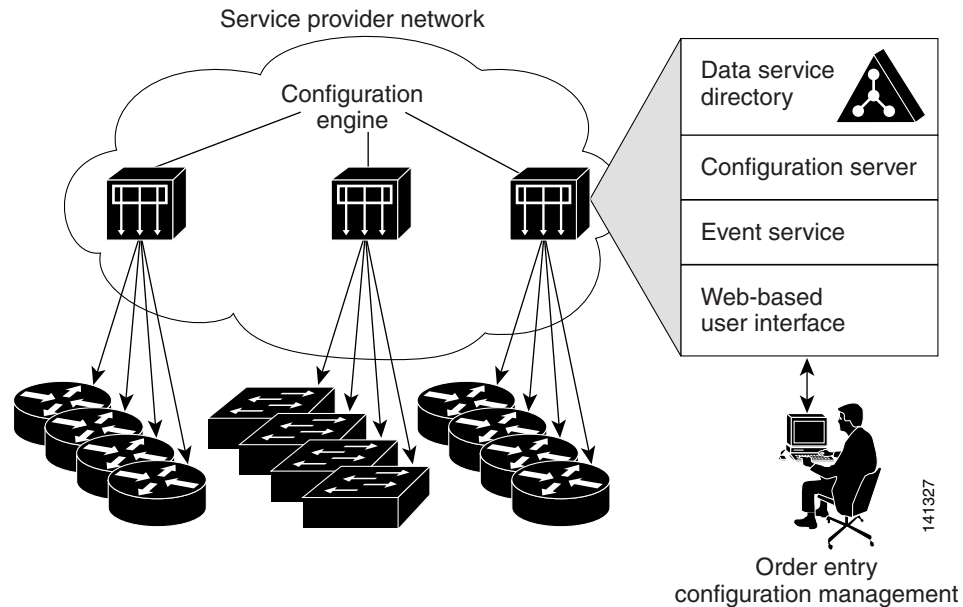 Service provider network
Configuration
engine
Data service
directory
Configuration server
Event service
Web-based
user interface
141327
Order entry
configuration management